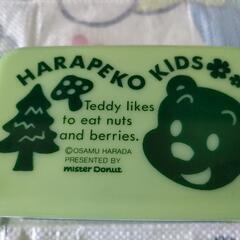 HARAPEKO KIDS
Teddy likes
to eat nuts
and berries.
©OSAMU HARADA
PRESENTED BY
mister Donut